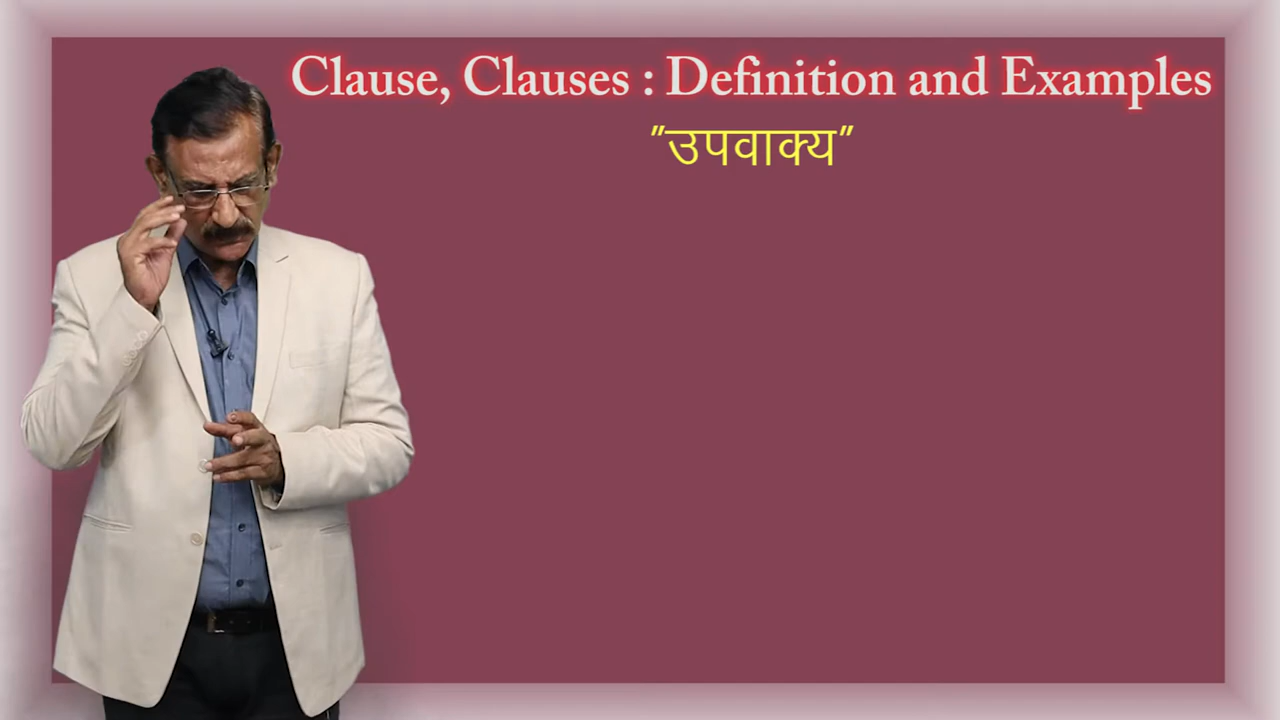 Clause, Clauses : Definition and Examples
"उपवाक्य"